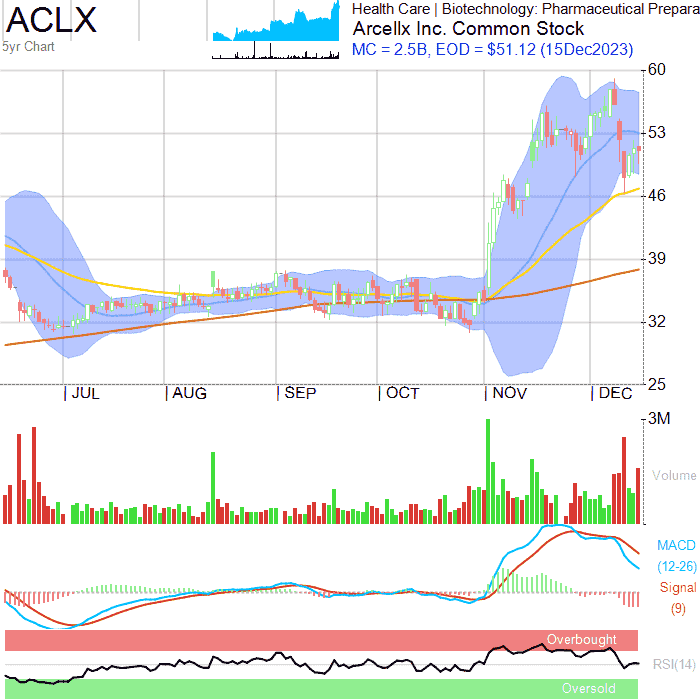 ACLX
5yr Chart
Health Care | Biotechnology: Pharmaceutical Prepara
Arcellx Inc. Common Stock
MC = 2.5B, EOD = $51.12 (15Dec2023)
60
53
46
39
32
25
JUL
AUG
SEP
OCT
NOV
DEC
3M
Volume
MACD
(12-26)
Signal
(9)
Overbought
RSI(14)
Oversold